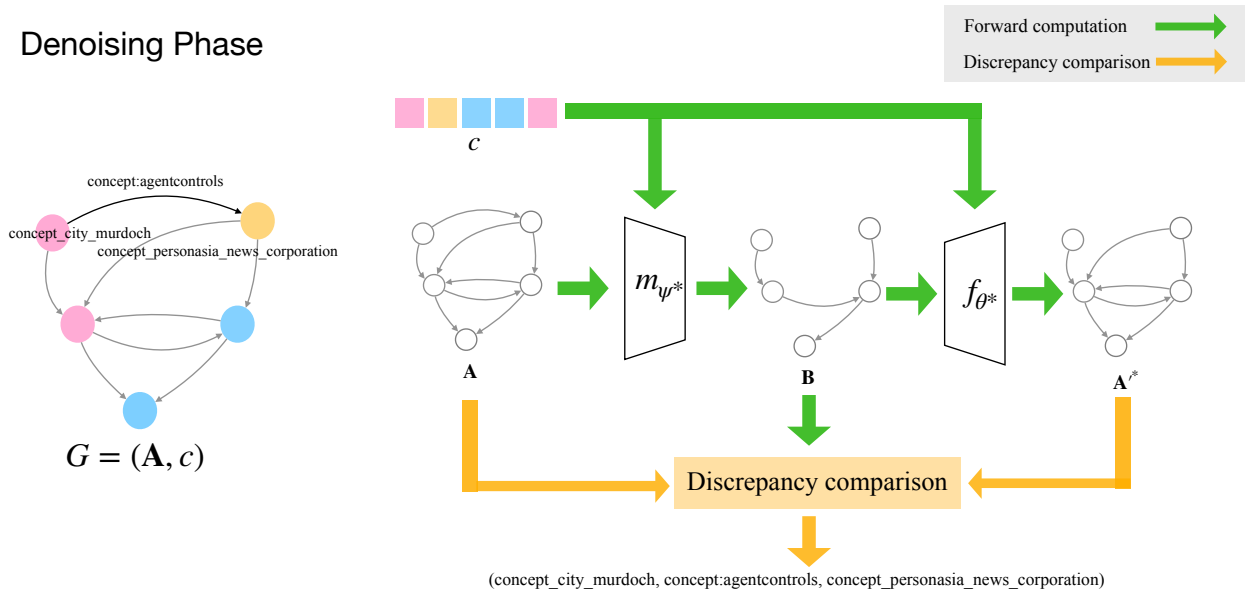 Denoising Phase
Forward computation
Discrepancy comparison
c
concept:agentcontrols
concept_city_murdoch
concept_personasia_news_corporation
m_ψ*
f_θ*
A
B
A′*
G = (A, c)
Discrepancy comparison
(concept_city_murdoch, concept:agentcontrols, concept_personasia_news_corporation)